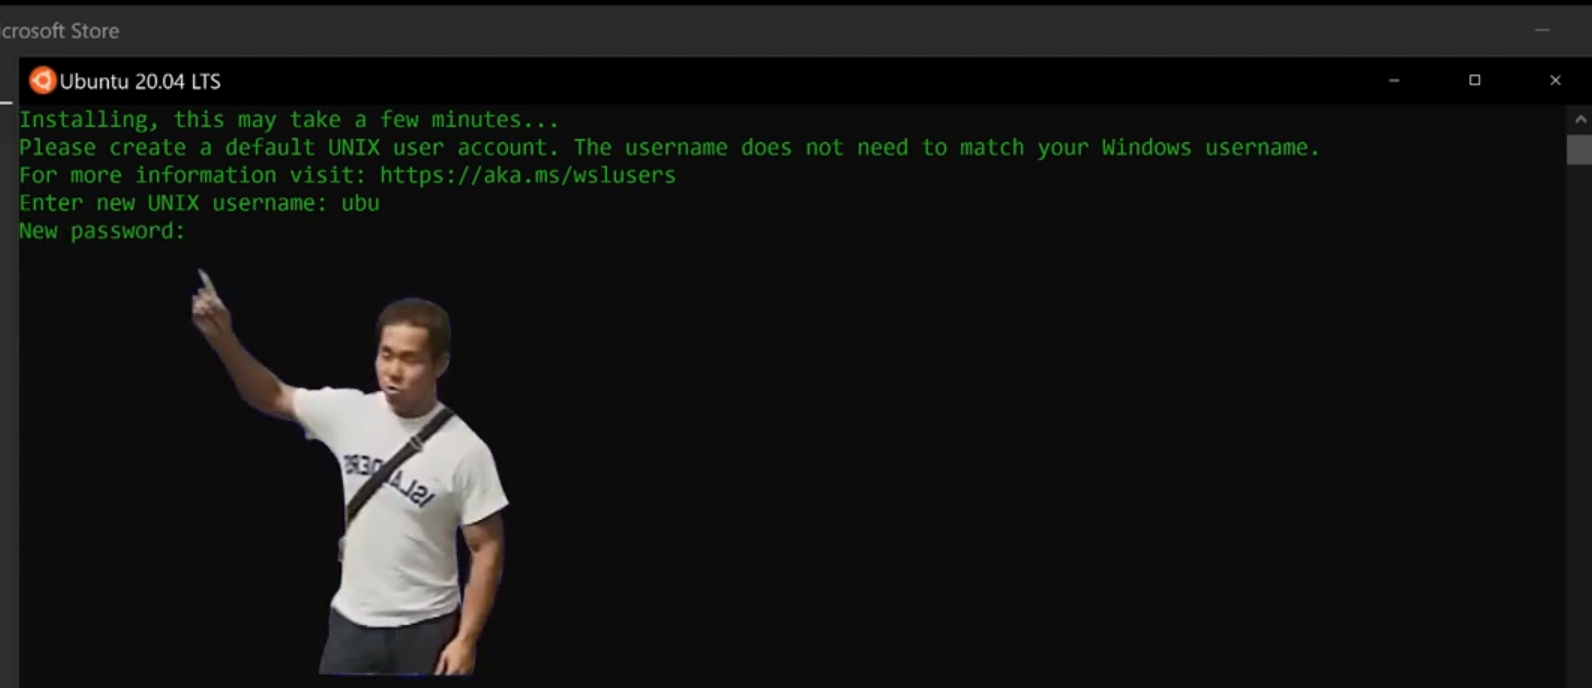 crosoft Store
Ubuntu 20.04 LTS
Installing, this may take a few minutes...
Please create a default UNIX user account. The username does not need to match your Windows username.
For more information visit: https://aka.ms/wslusers
Enter new UNIX username: ubu
New password:
ISLANDERS